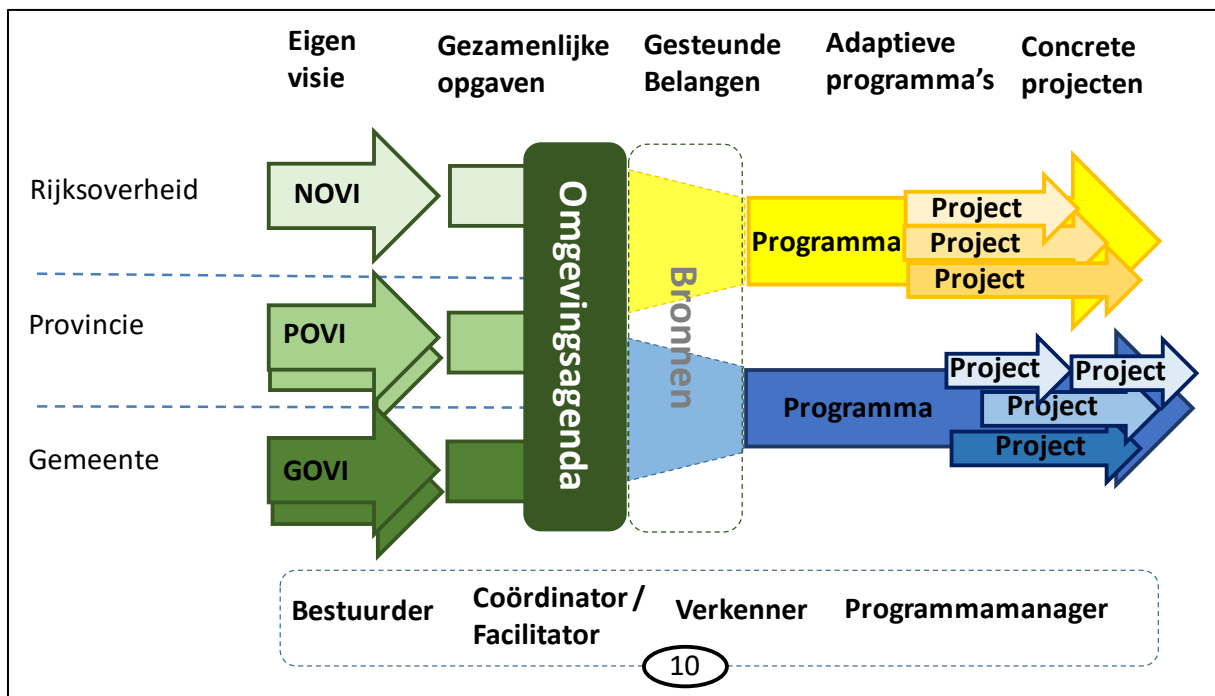 Eigen
visie
Gezamenlijke
opgaven
Gesteunde
Belangen
Adaptieve
programma's
Concrete
projecten
Rijksoverheid
NOVI
Provincie
POVI
Gemeente
GOVI
Omgevingsagenda
Bronnen
Programma
Project
Project
Project
Programma
Project
Project
Project
Project
Bestuurder
Coördinator /
Facilitator
Verkenner
Programmamanager
10